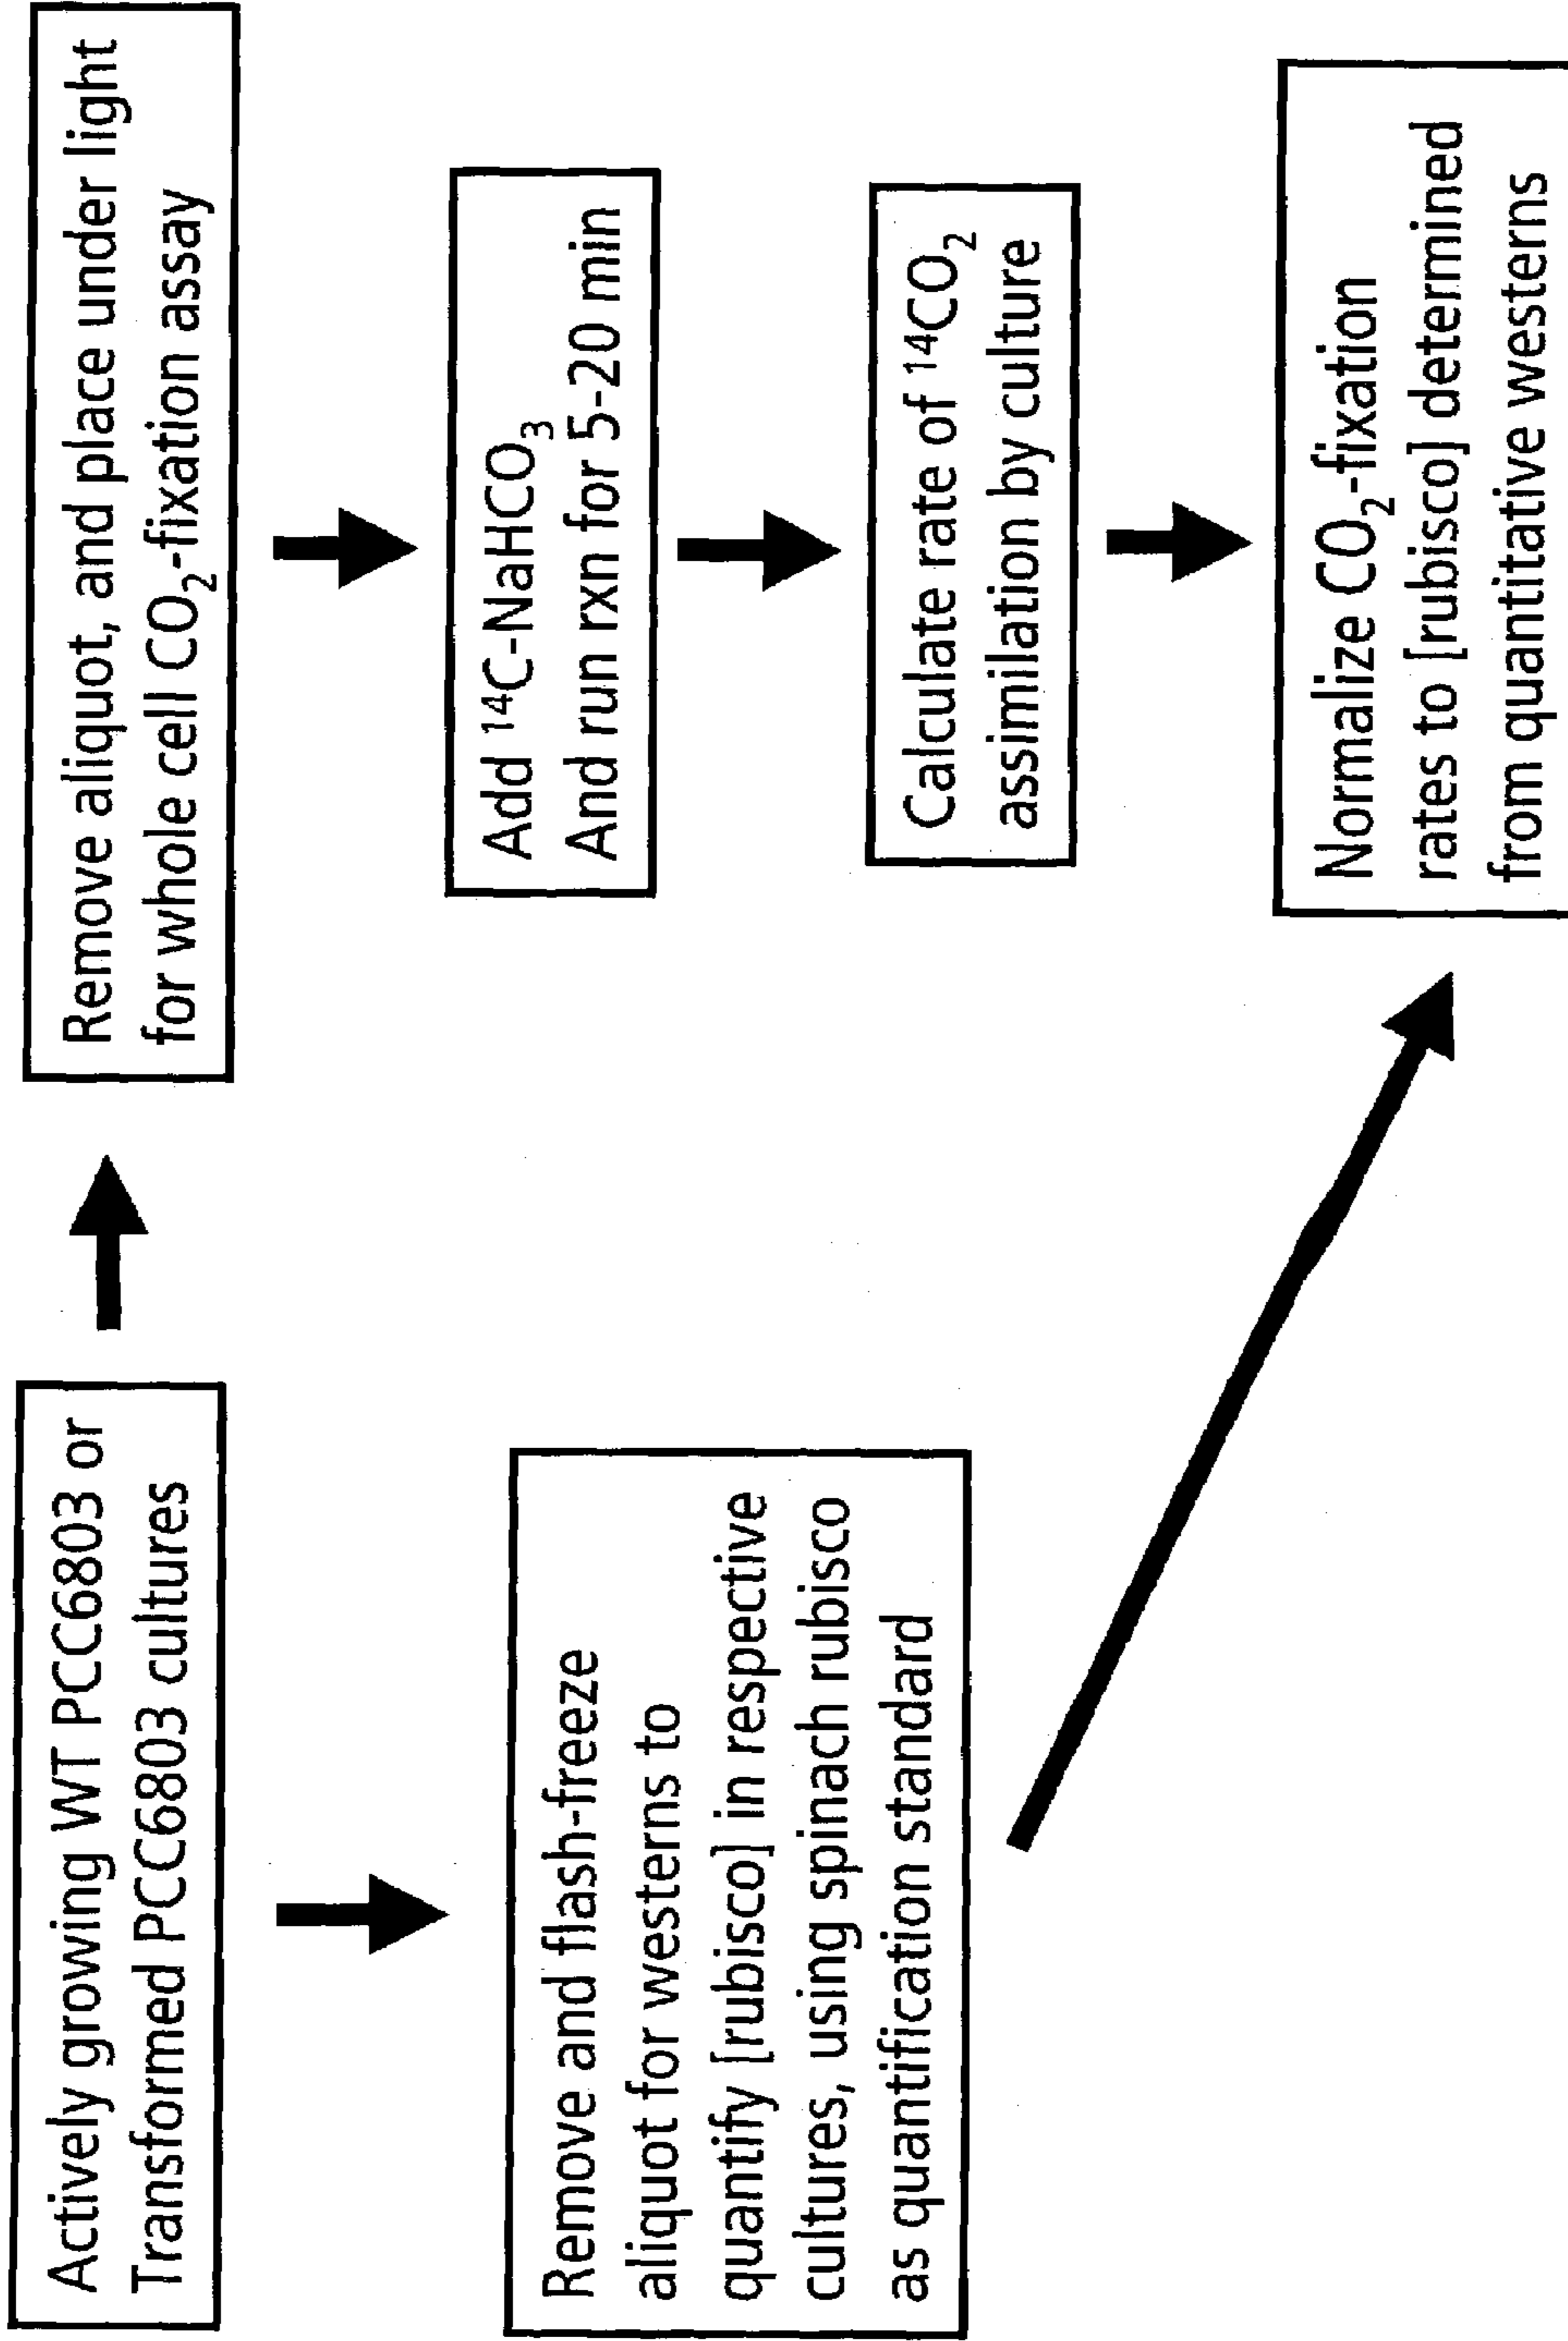 Actively growing WT PCC6803 or
Transformed PCC6803 cultures
Remove aliquot, and place under light
for whole cell CO₂-fixation assay
Add ¹⁴C-NaHCO₃
And run rxn for 5-20 min
Calculate rate of ¹⁴CO₂
assimilation by culture
Remove and flash-freeze
aliquot for westerns to
quantify [rubisco] in respective
cultures, using spinach rubisco
as quantification standard
Normalize CO₂-fixation
rates to [rubisco] determined
from quantitative westerns